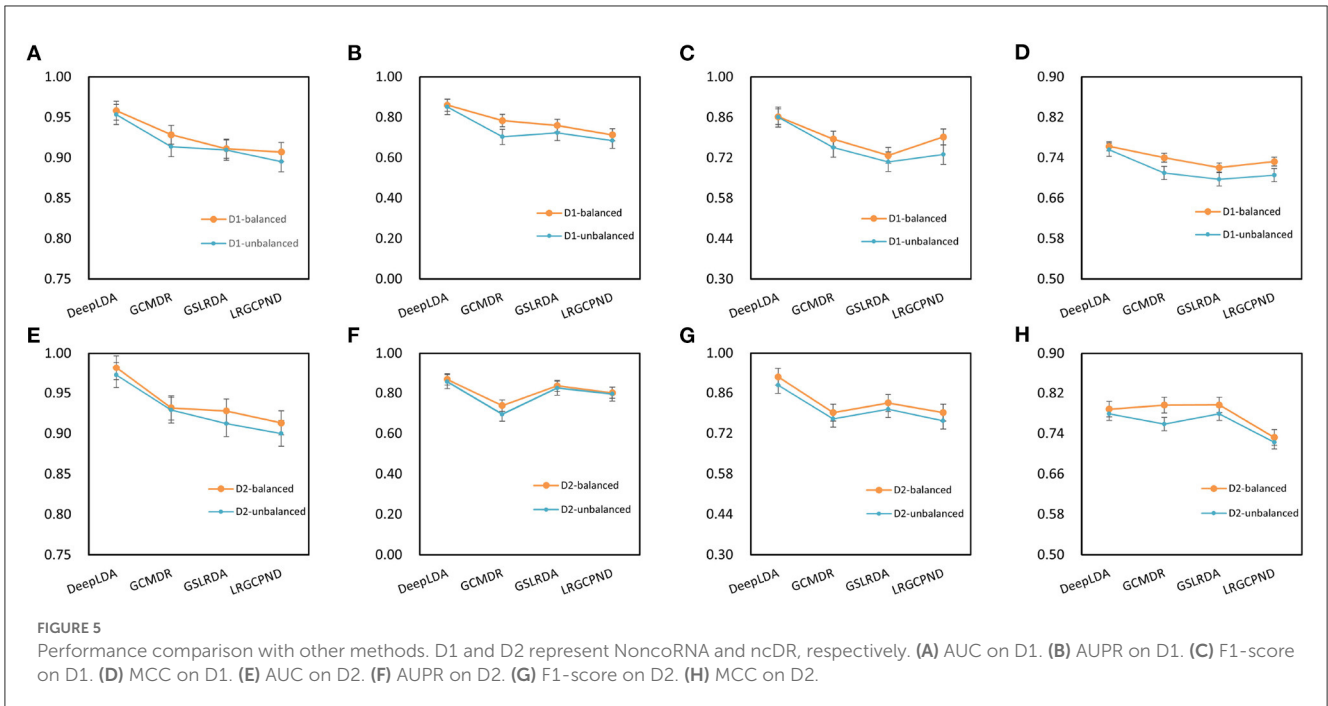 A
1.00
0.95
0.90
0.85
0.80
0.75
D1-balanced
D1-unbalanced
DeepLDA
GCMDR
GSLRDA
LRGCPND
B
1.00
0.80
0.60
0.40
0.20
0.00
D1-balanced
D1-unbalanced
DeepLDA
GCMDR
GSLRDA
LRGCPND
C
1.00
0.86
0.72
0.58
0.44
0.30
D1-balanced
D1-unbalanced
DeepLDA
GCMDR
GSLRDA
LRGCPND
D
0.90
0.82
0.74
0.66
0.58
0.50
D1-balanced
D1-unbalanced
DeepLDA
GCMDR
GSLRDA
LRGCPND
E
1.00
0.95
0.90
0.85
0.80
0.75
D2-balanced
D2-unbalanced
DeepLDA
GCMDR
GSLRDA
LRGCPND
F
1.00
0.80
0.60
0.40
0.20
0.00
D2-balanced
D2-unbalanced
DeepLDA
GCMDR
GSLRDA
LRGCPND
G
1.00
0.86
0.72
0.58
0.44
0.30
D2-balanced
D2-unbalanced
DeepLDA
GCMDR
GSLRDA
LRGCPND
H
0.90
0.82
0.74
0.66
0.58
0.50
D2-balanced
D2-unbalanced
DeepLDA
GCMDR
GSLRDA
LRGCPND
FIGURE 5
Performance comparison with other methods. D1 and D2 represent NoncoRNA and ncDR, respectively. (A) AUC on D1. (B) AUPR on D1. (C) F1-score
on D1. (D) MCC on D1. (E) AUC on D2. (F) AUPR on D2. (G) F1-score on D2. (H) MCC on D2.